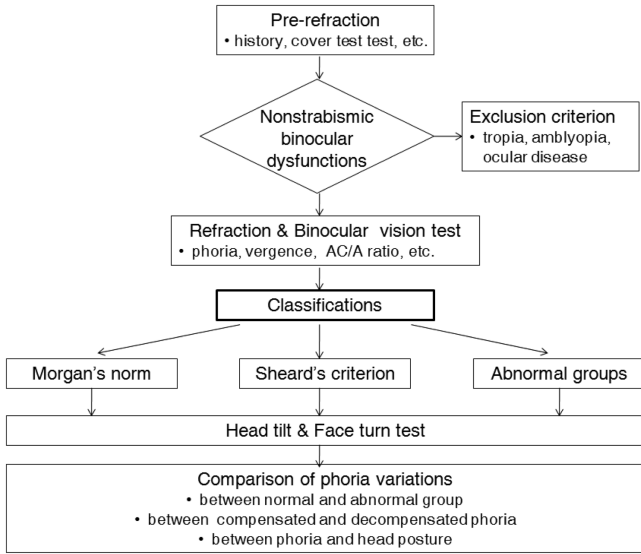 Pre-refraction
• history, cover test test, etc.
Nonstrabismic
binocular
dysfunctions
Exclusion criterion
• tropia, amblyopia,
ocular disease
Refraction & Binocular vision test
• phoria, vergence, AC/A ratio, etc.
Classifications
Morgan's norm
Sheard's criterion
Abnormal groups
Head tilt & Face turn test
Comparison of phoria variations
• between normal and abnormal group
• between compensated and decompensated phoria
• between phoria and head posture